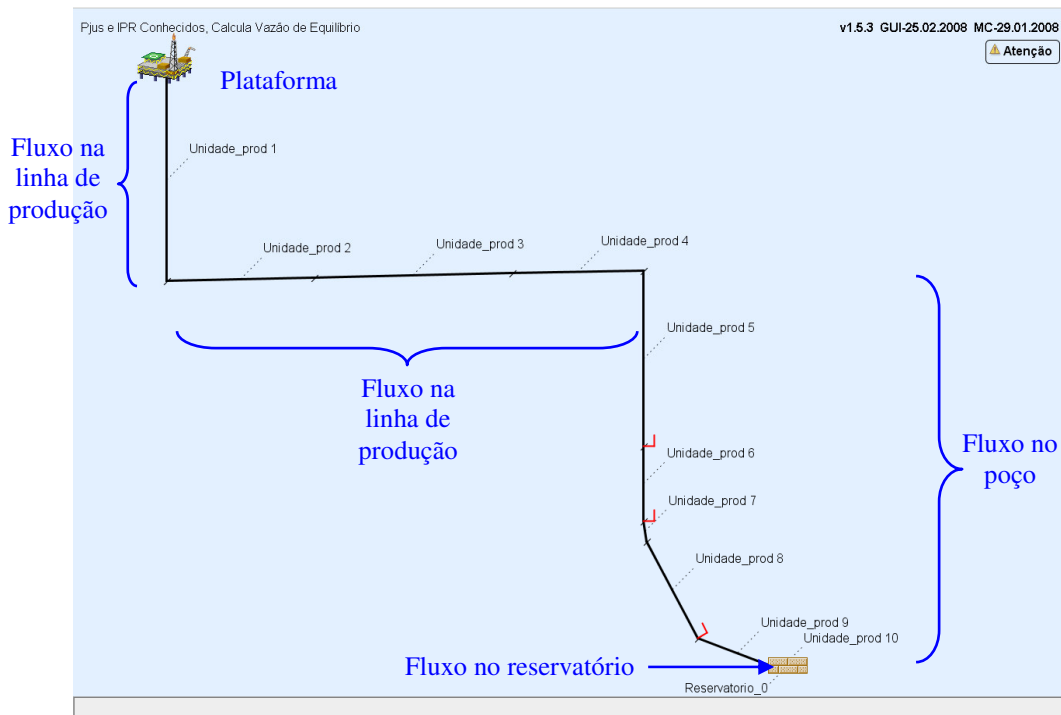 Pjus e IPR Conhecidos, Calcula Vazão de Equilíbrio
v1.5.3 GUI-25.02.2008 MC-29.01.2008
Atenção
Plataforma
Fluxo na
linha de
produção
Unidade_prod 1
Unidade_prod 2
Unidade_prod 3
Unidade_prod 4
Unidade_prod 5
Fluxo na
linha de
produção
Unidade_prod 6
Fluxo no
poço
Unidade_prod 7
Unidade_prod 8
Unidade_prod 9
Unidade_prod 10
Fluxo no reservatório
Reservatorio_0